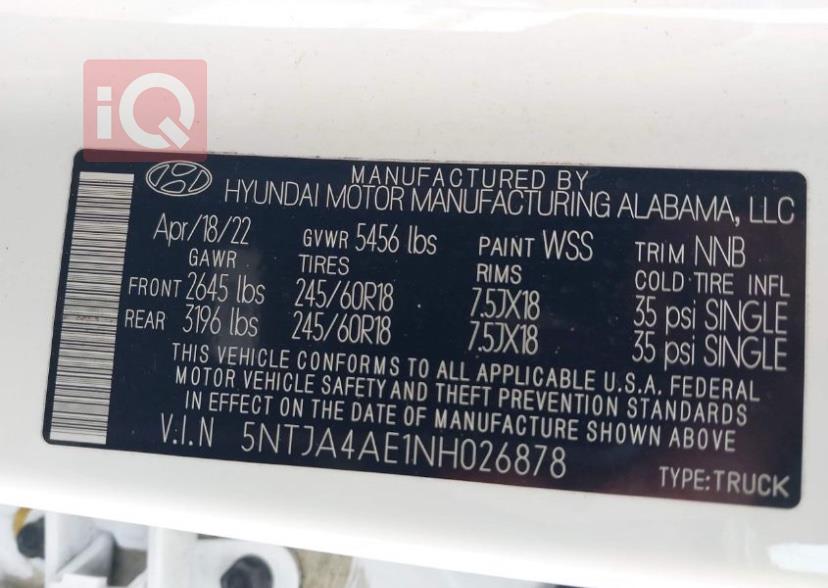 iQ
MANUFACTURED BY
HYUNDAI MOTOR MANUFACTURING ALABAMA, LLC
Apr/18/22 GVWR 5456 lbs PAINT WSS TRIM NNB
GAWR TIRES RIMS COLD TIRE INFL
FRONT 2645 lbs 245/60R18 7.5JX18 35 psi SINGLE
REAR 3196 lbs 245/60R18 7.5JX18 35 psi SINGLE
THIS VEHICLE CONFORMS TO ALL APPLICABLE U.S.A. FEDERAL
MOTOR VEHICLE SAFETY AND THEFT PREVENTION STANDARDS
IN EFFECT ON THE DATE OF MANUFACTURE SHOWN ABOVE
V.I.N 5NTJA4AE1NH026878 TYPE:TRUCK